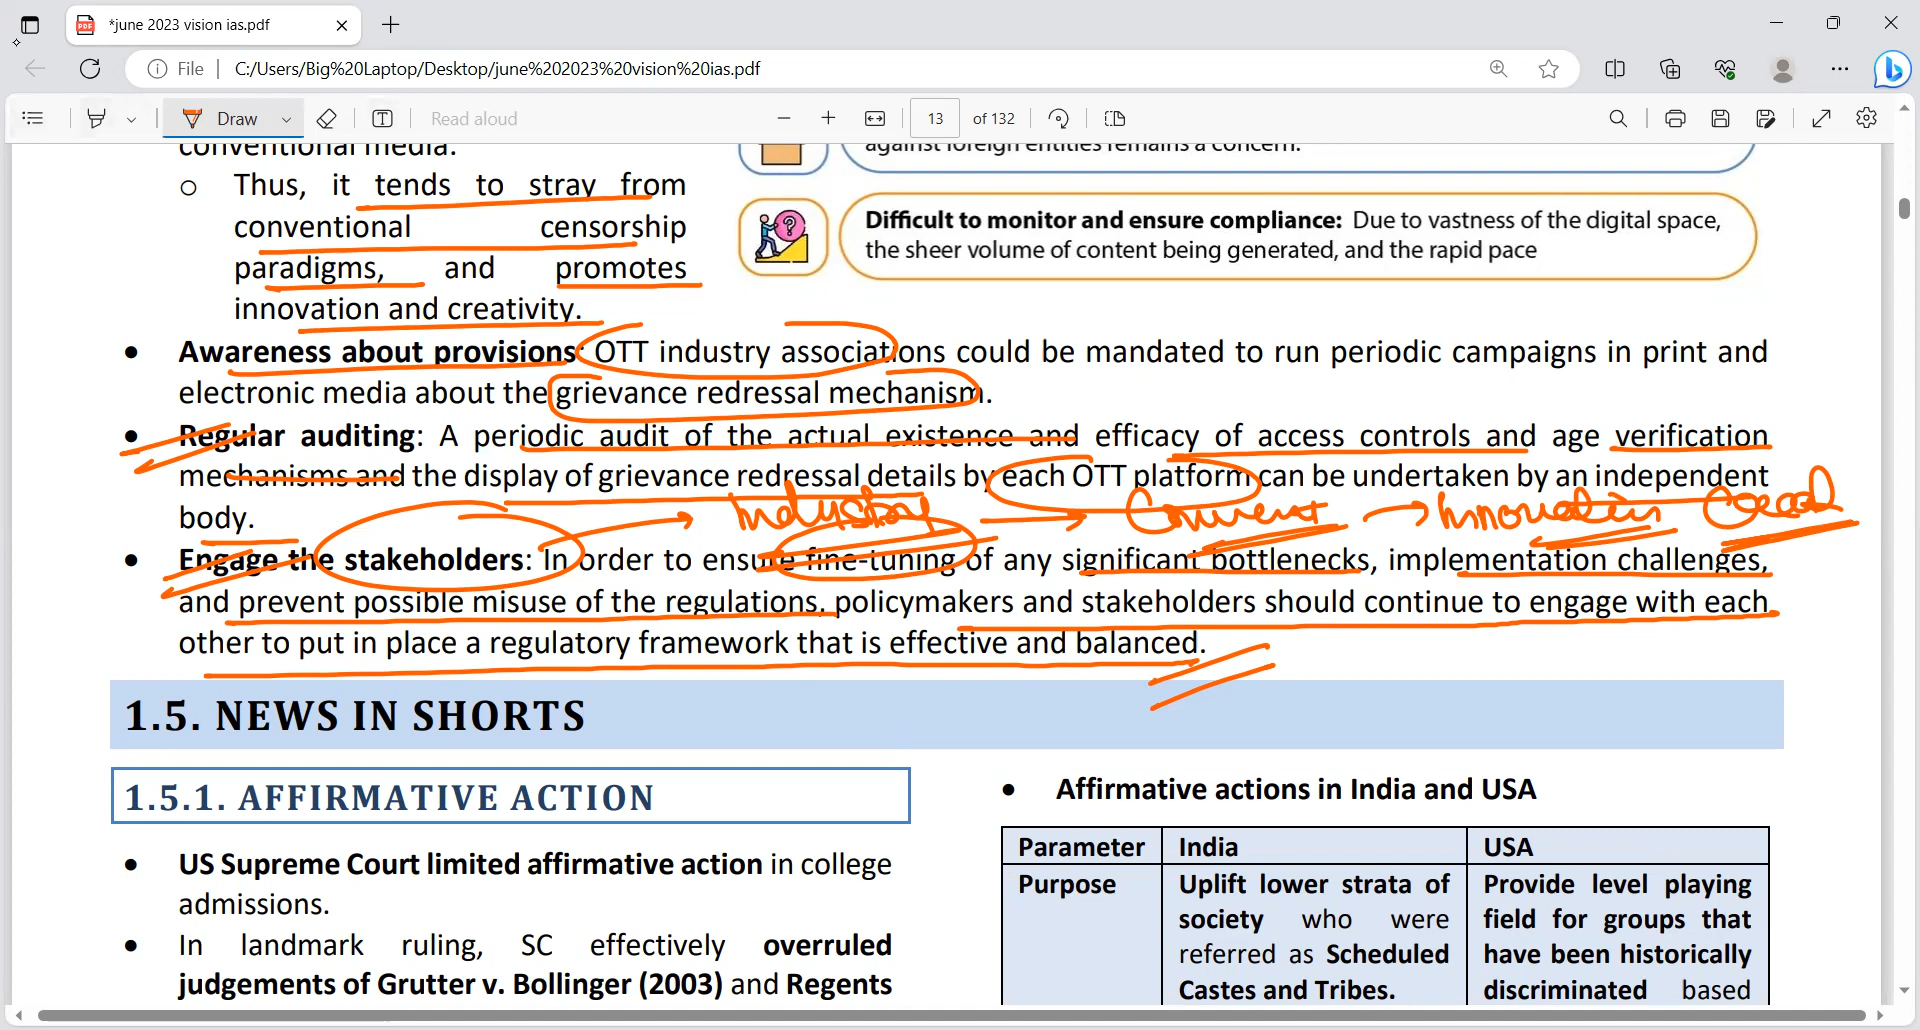 *june 2023 vision ias.pdf
File
C:/Users/Big%20Laptop/Desktop/june%202023%20vision%20ias.pdf
Draw
Read aloud
13 of 132
conventional media.
○ Thus, it tends to stray from
conventional censorship
paradigms, and promotes
innovation and creativity.
against foreign entities remains a concern.
Difficult to monitor and ensure compliance: Due to vastness of the digital space,
the sheer volume of content being generated, and the rapid pace
● Awareness about provisions: OTT industry associations could be mandated to run periodic campaigns in print and
electronic media about the grievance redressal mechanism.
● Regular auditing: A periodic audit of the actual existence and efficacy of access controls and age verification
mechanisms and the display of grievance redressal details by each OTT platform can be undertaken by an independent
body.
Industry
● Engage the stakeholders: In order to ensure fine-tuning of any significant bottlenecks, implementation challenges,
and prevent possible misuse of the regulations, policymakers and stakeholders should continue to engage with each
other to put in place a regulatory framework that is effective and balanced.
1.5. NEWS IN SHORTS
1.5.1. AFFIRMATIVE ACTION
● US Supreme Court limited affirmative action in college
admissions.
● In landmark ruling, SC effectively overruled
judgements of Grutter v. Bollinger (2003) and Regents
● Affirmative actions in India and USA
Parameter India USA
Purpose Uplift lower strata of Provide level playing
society who were field for groups that
referred as Scheduled have been historically
Castes and Tribes. discriminated based